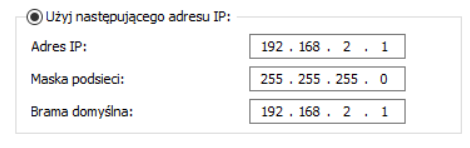 Użyj następującego adresu IP:
Adres IP: 192 . 168 . 2 . 1
Maska podsieci: 255 . 255 . 255 . 0
Brama domyślna: 192 . 168 . 2 . 1